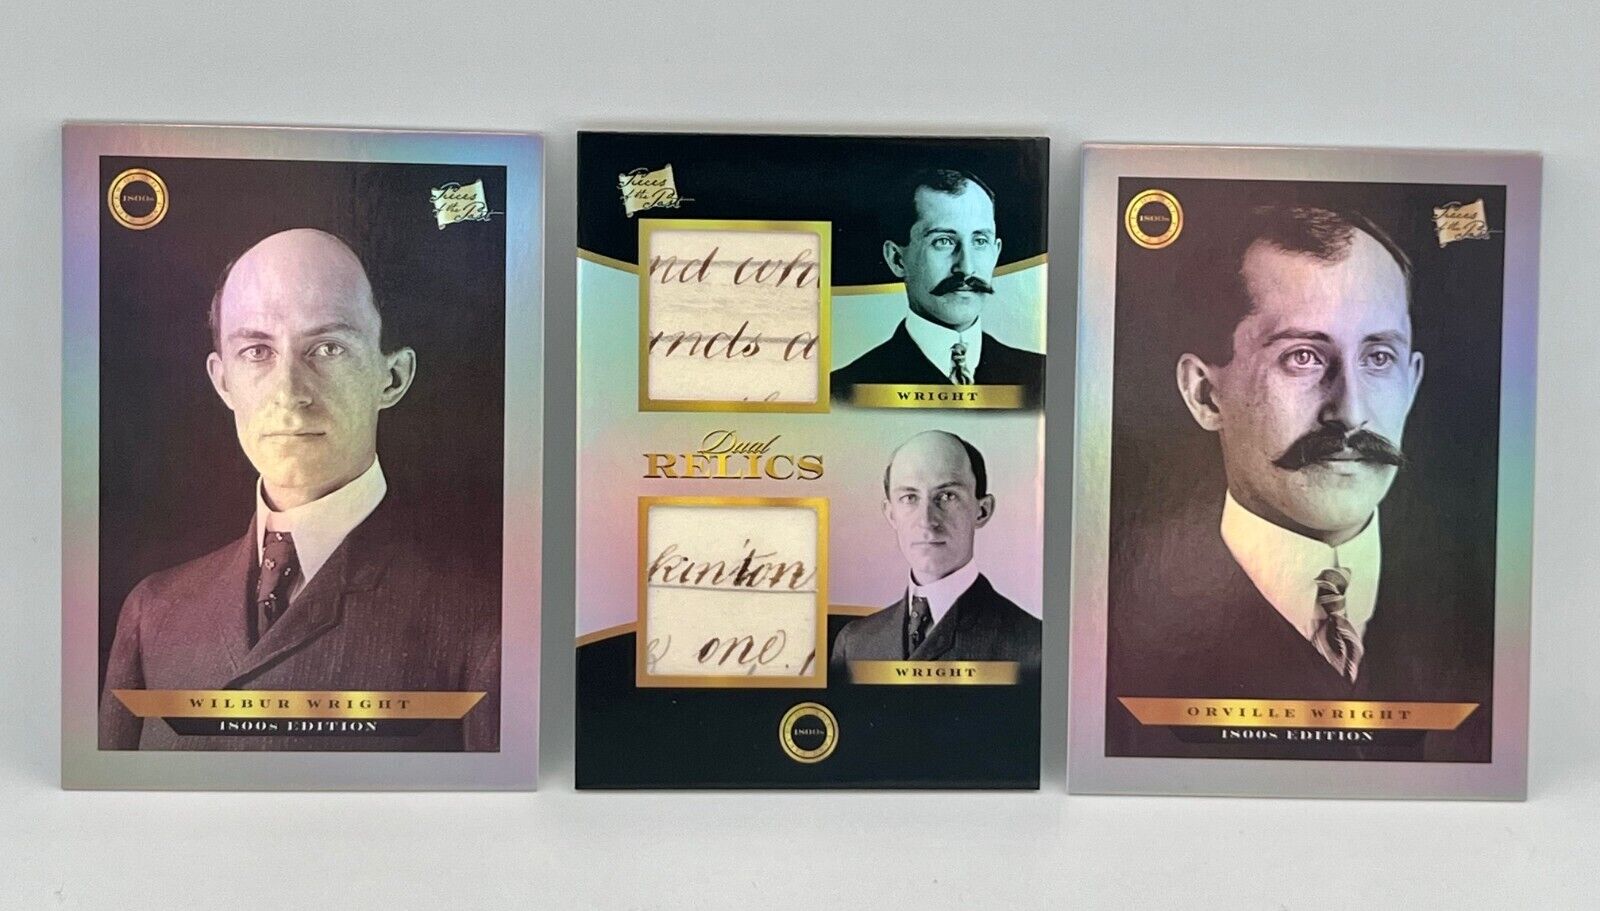 1800s
Pieces
of the Past
WILBUR WRIGHT
1800s EDITION
Pieces
of the Past
nd wh
unds a
WRIGHT
Dual
RELICS
kinton
one.
WRIGHT
1800s
1800s
Pieces
of the Past
ORVILLE WRIGHT
1800s EDITION